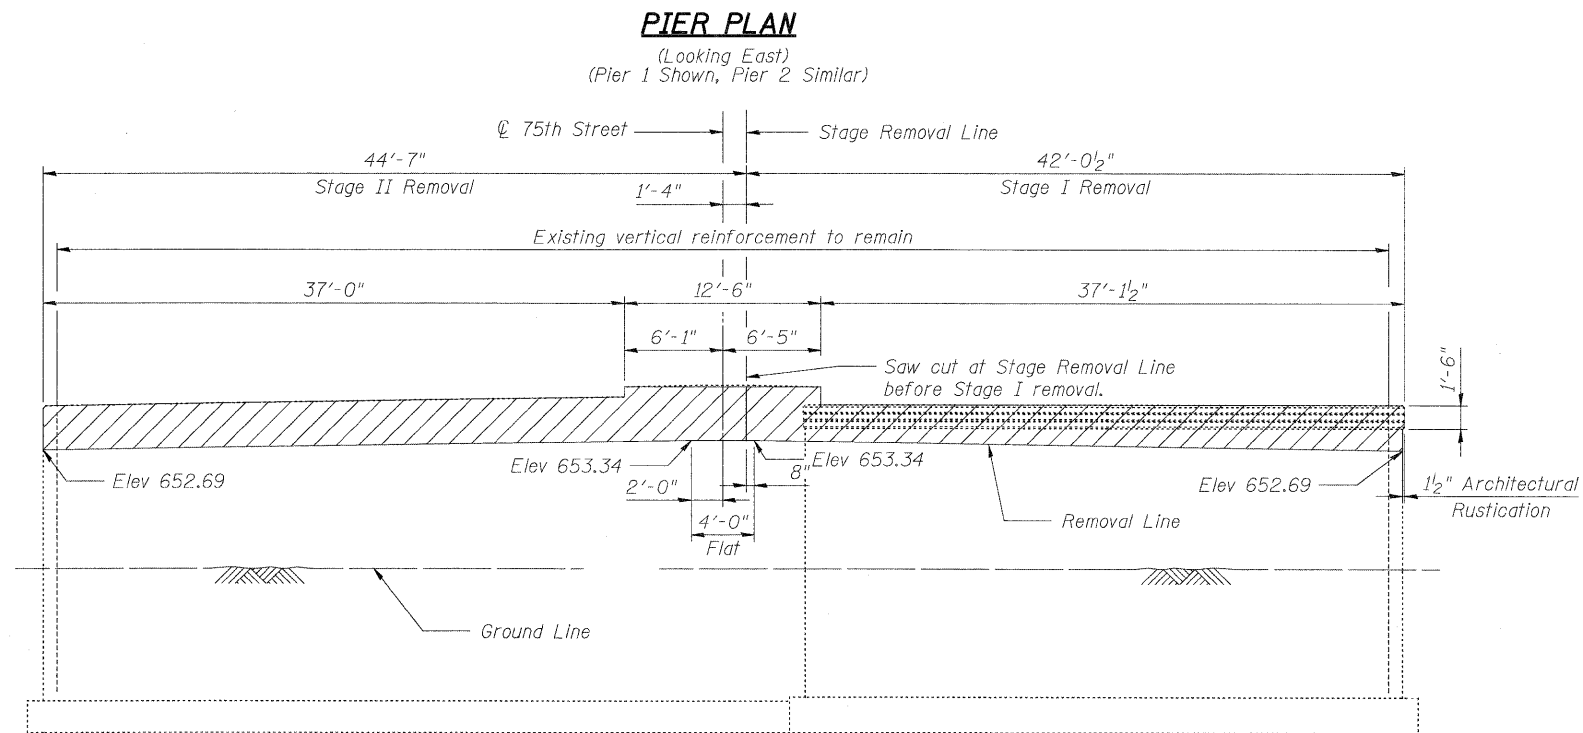 PIER PLAN
(Looking East)
(Pier 1 Shown, Pier 2 Similar)
℄ 75th Street
Stage Removal Line
44'-7"
42'-0½"
Stage II Removal
Stage I Removal
1'-4"
Existing vertical reinforcement to remain
37'-0"
12'-6"
37'-1½"
6'-1"
6'-5"
Saw cut at Stage Removal Line
before Stage I removal.
1'-6"
Elev 653.34
Elev 653.34
8"
Elev 652.69
Elev 652.69
2'-0"
1½" Architectural
Rustication
4'-0"
Flat
Removal Line
Ground Line